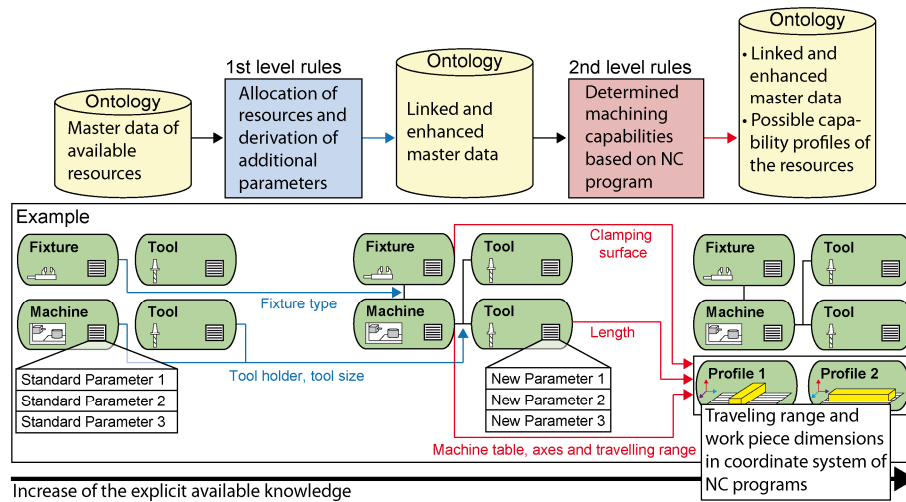 Ontology
Master data of
available
resources
1st level rules
Allocation of
resources and
derivation of
additional
parameters
Ontology
Linked and
enhanced
master data
2nd level rules
Determined
machining
capabilities
based on NC
program
Ontology
• Linked and
enhanced
master data
• Possible capa-
bility profiles of
the resources
Example
Fixture
Tool
Machine
Tool
Standard Parameter 1
Standard Parameter 2
Standard Parameter 3
Fixture type
Tool holder, tool size
Fixture
Tool
Machine
Tool
New Parameter 1
New Parameter 2
New Parameter 3
Clamping
surface
Length
Machine table, axes and travelling range
Fixture
Tool
Machine
Tool
Profile 1
Profile 2
Traveling range and
work piece dimensions
in coordinate system of
NC programs
Increase of the explicit available knowledge